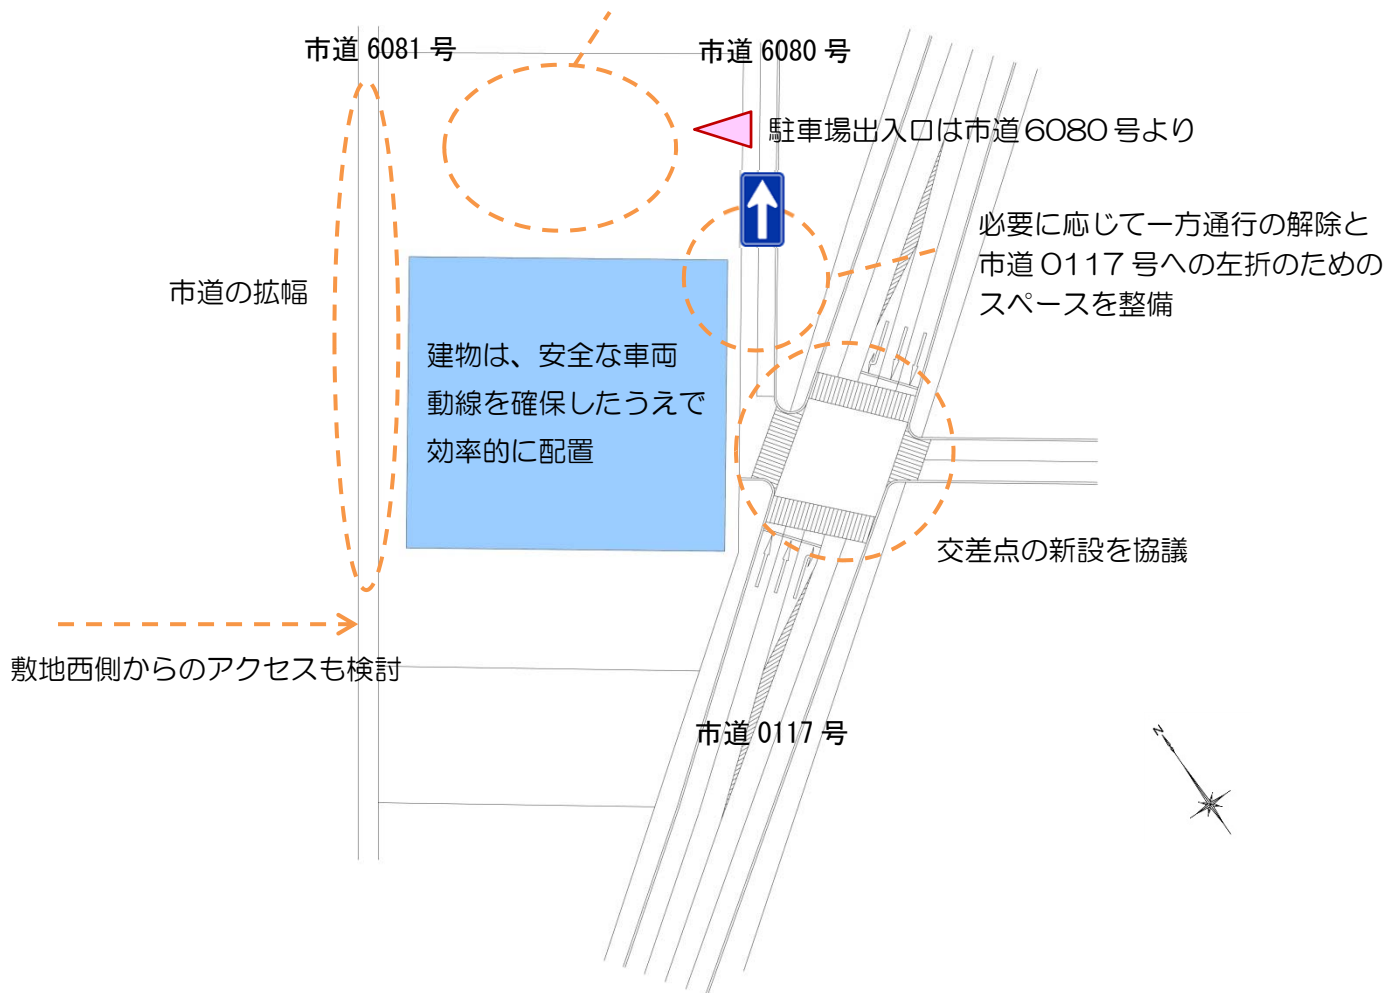 市道 6081 号
市道 6080 号
駐車場出入口は市道6080号より
必要に応じて一方通行の解除と
市道0117号への左折のための
スペースを整備
市道の拡幅
建物は、安全な車両
動線を確保したうえで
効率的に配置
交差点の新設を協議
敷地西側からのアクセスも検討
市道 0117 号
N